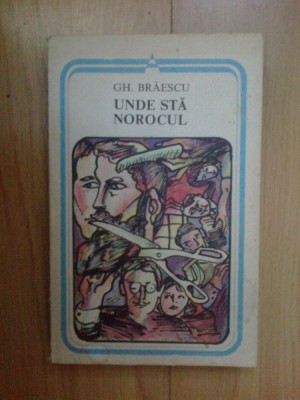 GH. BRĂESCU
UNDE STĂ
NOROCUL